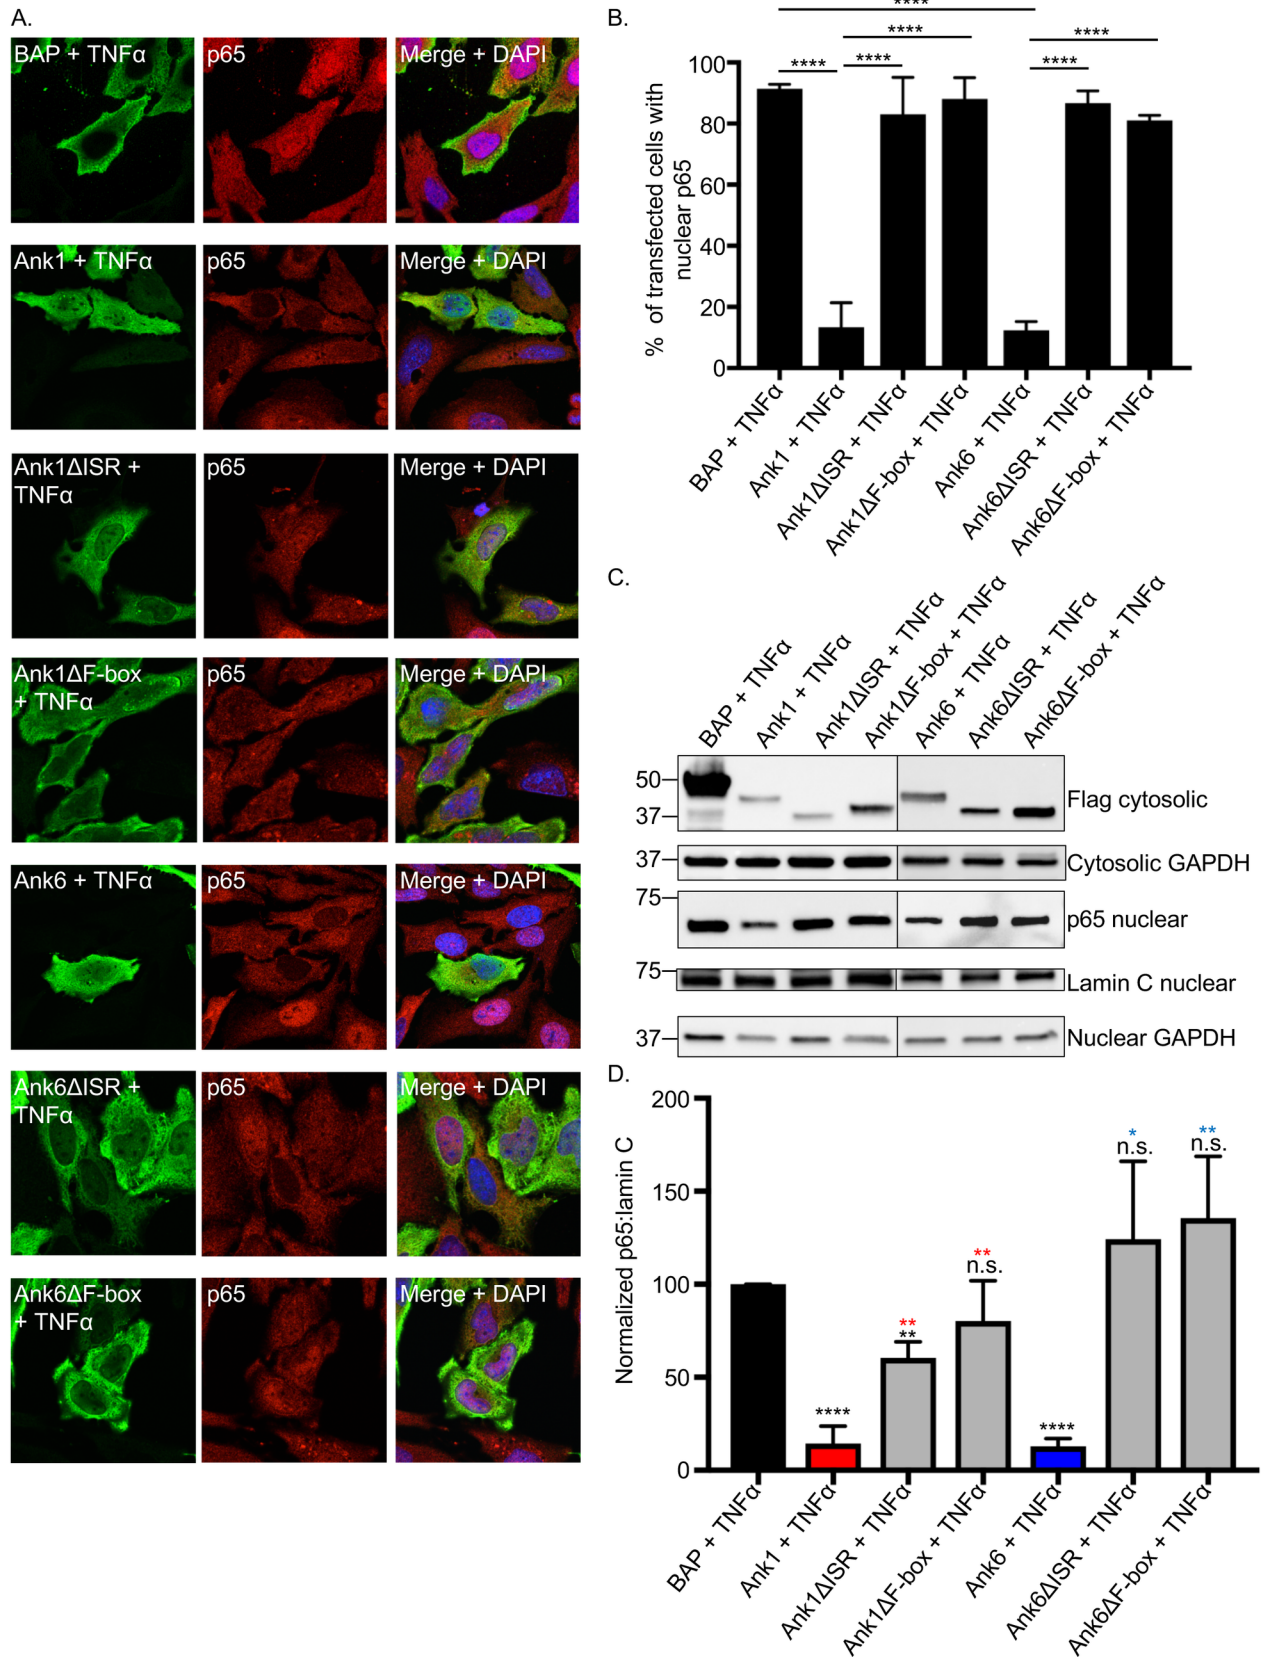 A.
BAP + TNFα
p65
Merge + DAPI
Ank1 + TNFα
p65
Merge + DAPI
Ank1ΔISR +
TNFα
p65
Merge + DAPI
Ank1ΔF-box
+ TNFα
p65
Merge + DAPI
Ank6 + TNFα
p65
Merge + DAPI
Ank6ΔISR +
TNFα
p65
Merge + DAPI
Ank6ΔF-box
+ TNFα
p65
Merge + DAPI
B.
% of transfected cells with
nuclear p65
100
80
60
40
20
0
****
****
****
****
****
****
****
BAP + TNFα
Ank1 + TNFα
Ank1ΔISR + TNFα
Ank1ΔF-box + TNFα
Ank6 + TNFα
Ank6ΔISR + TNFα
Ank6ΔF-box + TNFα
C.
BAP + TNFα
Ank1 + TNFα
Ank1ΔISR + TNFα
Ank1ΔF-box + TNFα
Ank6 + TNFα
Ank6ΔISR + TNFα
Ank6ΔF-box + TNFα
50
37
Flag cytosolic
37
Cytosolic GAPDH
75
p65 nuclear
75
Lamin C nuclear
37
Nuclear GAPDH
D.
Normalized p65:lamin C
200
150
100
50
0
****
**
**
**
n.s.
****
*
n.s.
**
n.s.
BAP + TNFα
Ank1 + TNFα
Ank1ΔISR + TNFα
Ank1ΔF-box + TNFα
Ank6 + TNFα
Ank6ΔISR + TNFα
Ank6ΔF-box + TNFα